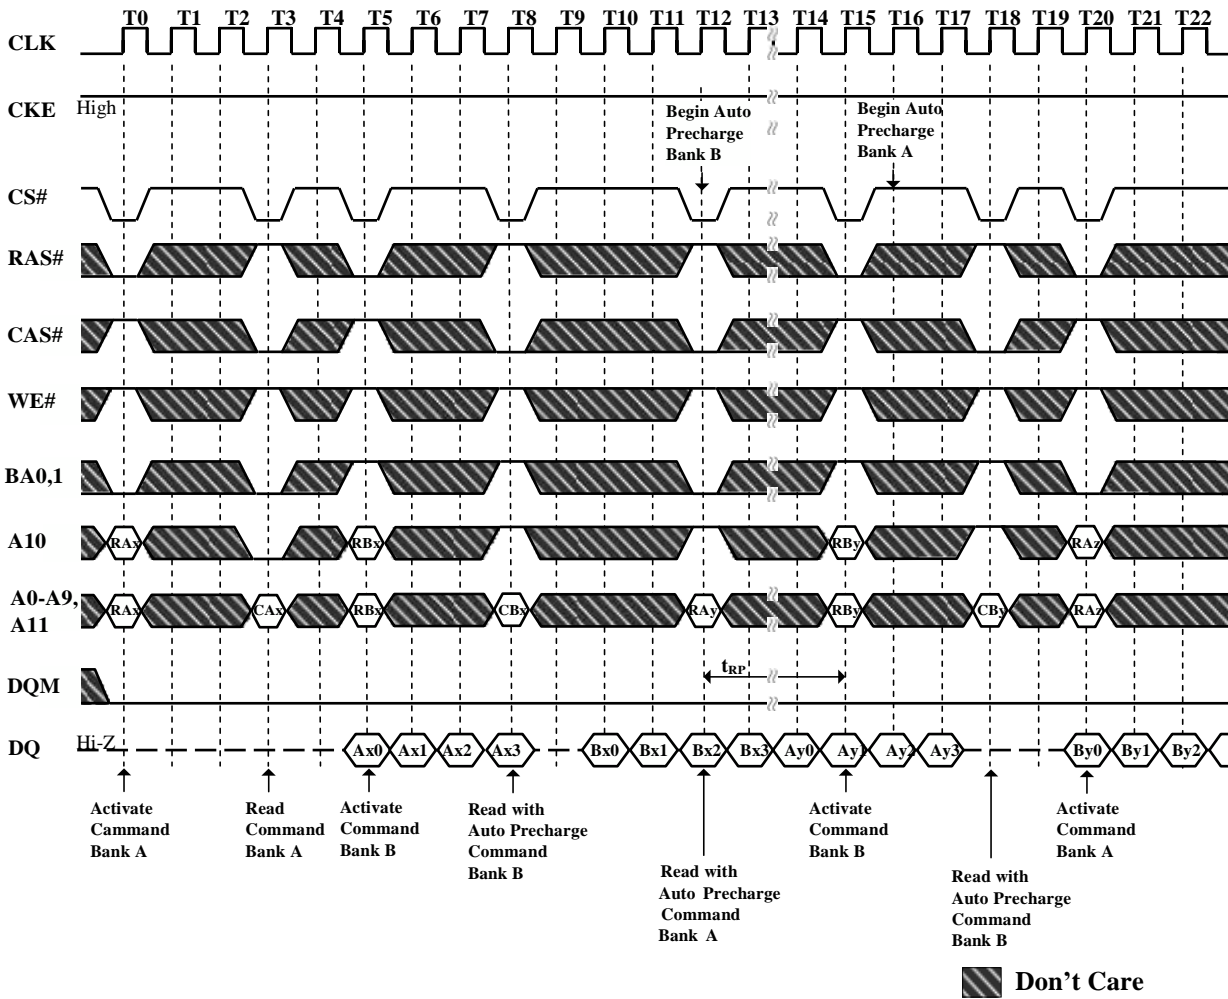 T0 T1 T2 T3 T4 T5 T6 T7 T8 T9 T10 T11 T12 T13 T14 T15 T16 T17 T18 T19 T20 T21 T22
CLK
CKE High
Begin Auto
Precharge
Bank B
Begin Auto
Precharge
Bank A
CS#
RAS#
CAS#
WE#
BA0,1
A10 RAx RBx RBy RAz
A0-A9,
A11
RAx CAx RBx CBx RAy RBy CBy RAz
DQM
tRP
DQ Hi-Z Ax0 Ax1 Ax2 Ax3 Bx0 Bx1 Bx2 Bx3 Ay0 Ay1 Ay2 Ay3 By0 By1 By2
Activate
Cammand
Bank A
Read
Command
Bank A
Activate
Command
Bank B
Read with
Auto Precharge
Command
Bank B
Read with
Auto Precharge
Command
Bank A
Activate
Command
Bank B
Read with
Auto Precharge
Command
Bank B
Activate
Command
Bank A
Don't Care